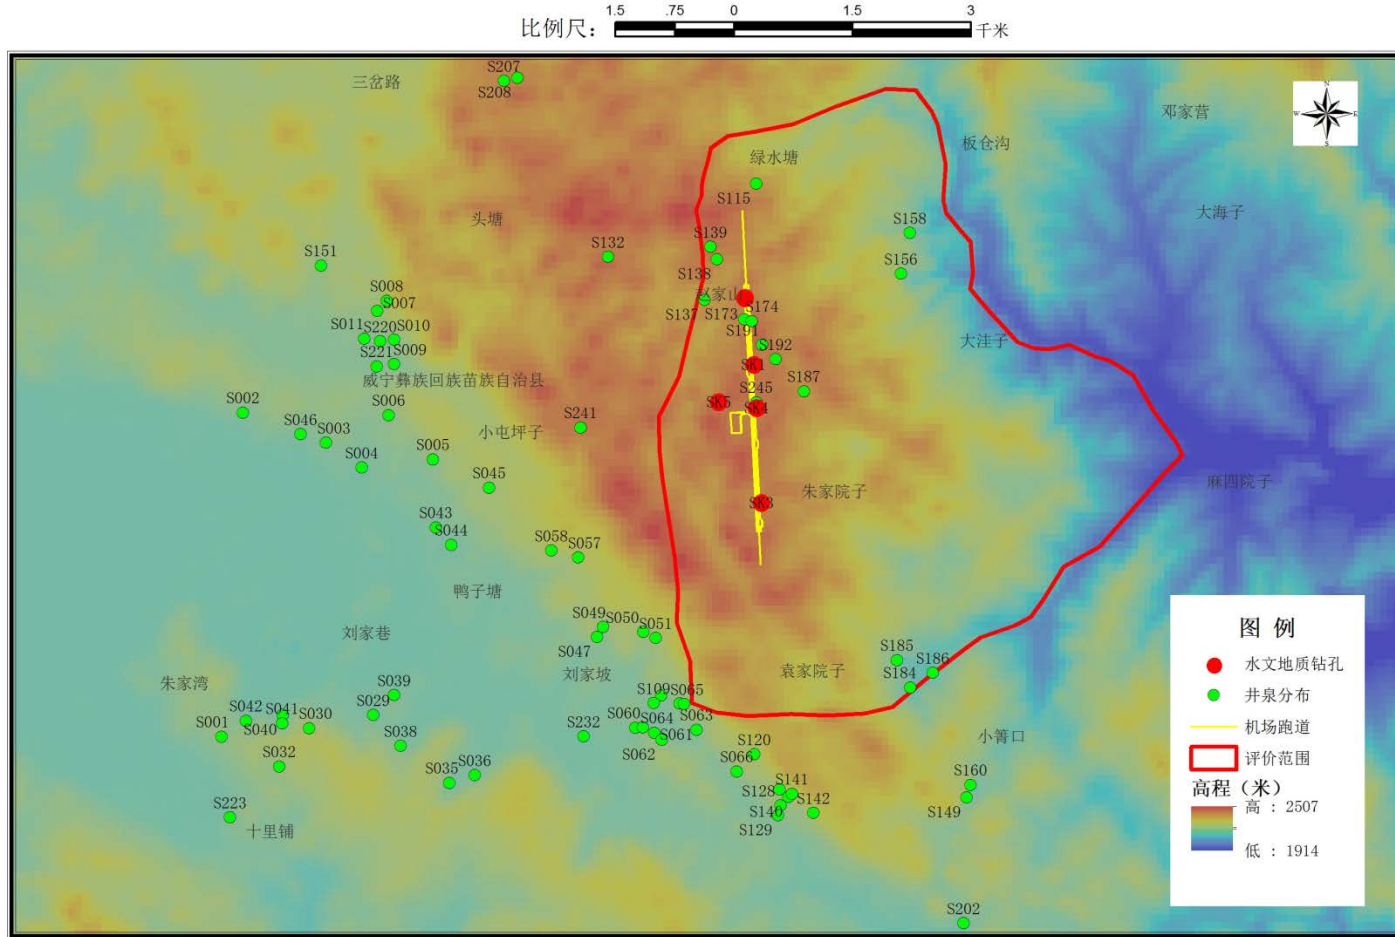 1.5 .75 0 1.5 3
比例尺： 千米
S207
三岔路
S208
邓家营
N
W E
S
板仓沟
绿水塘
S115
大海子
头塘
S158
S139
S132
S151
S156
S138
S008
赵家山
S007
S137 S173 S174
S011 S220 S010
S191
S192
大洼子
S221 S009
SK1
威宁彝族回族苗族自治县
S245 S187
S002
S006
SK5 SK4
S241
小屯坪子
S046 S003
S005
S004
S045
朱家院子
麻四院子
SK3
S043
S044
S058 S057
鸭子塘
S049 S050 S051
刘家巷
S047
刘家坡
袁家院子
S185
S186
S184
朱家湾
S039
S109 S065
S042 S041 S030 S029
S001 S040
S232 S060 S064 S063
S061
S062
S038
S120
小箐口
S032
S035 S036
S066
S128 S141
S160
S140 S142
S149
S129
S223
十里铺
S202
图 例
水文地质钻孔
井泉分布
机场跑道
评价范围
高程（米）
高 : 2507
低 : 1914